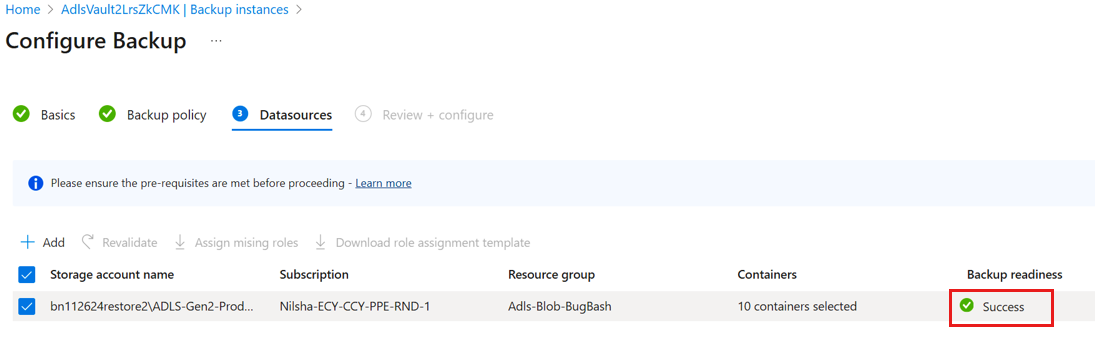 Home > AdlsVault2LrsZkCMK | Backup instances >
Configure Backup ...
Basics Backup policy 3 Datasources 4 Review + configure
Please ensure the pre-requisites are met before proceeding - Learn more
Add Revalidate Assign mising roles Download role assignment template
Storage account name Subscription Resource group Containers Backup readiness
bn112624restore2\ADLS-Gen2-Prod... Nilsha-ECY-CCY-PPE-RND-1 Adls-Blob-BugBash 10 containers selected Success